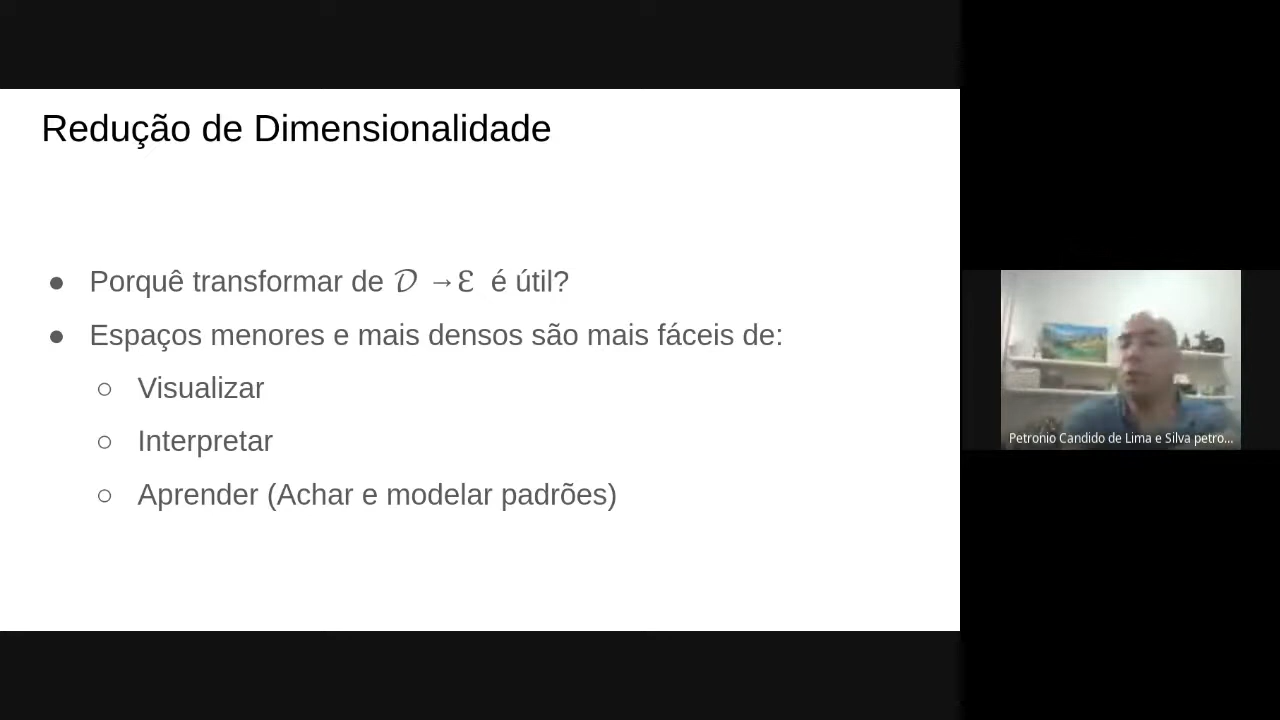 Redução de Dimensionalidade
● Porquê transformar de 𝒟 → ℇ é útil?
● Espaços menores e mais densos são mais fáceis de:
○ Visualizar
○ Interpretar
○ Aprender (Achar e modelar padrões)
Petronio Candido de Lima e Silva petro...